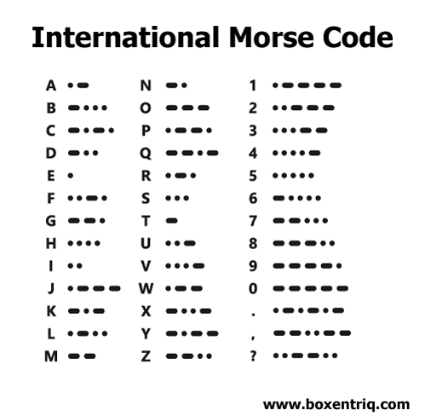 International Morse Code
A •– N –• 1 •––––
B –••• O ––– 2 ••–––
C –•–• P •––• 3 •••––
D –•• Q ––•– 4 ••••–
E • R •–• 5 •••••
F ••–• S ••• 6 –••••
G ––• T – 7 ––•••
H •••• U ••– 8 –––••
I •• V •••– 9 ––––•
J •––– W •–– 0 –––––
K –•– X –••– . •–•–•–
L •–•• Y –•–– , ––••––
M –– Z ––•• ? ••––••
www.boxentriq.com